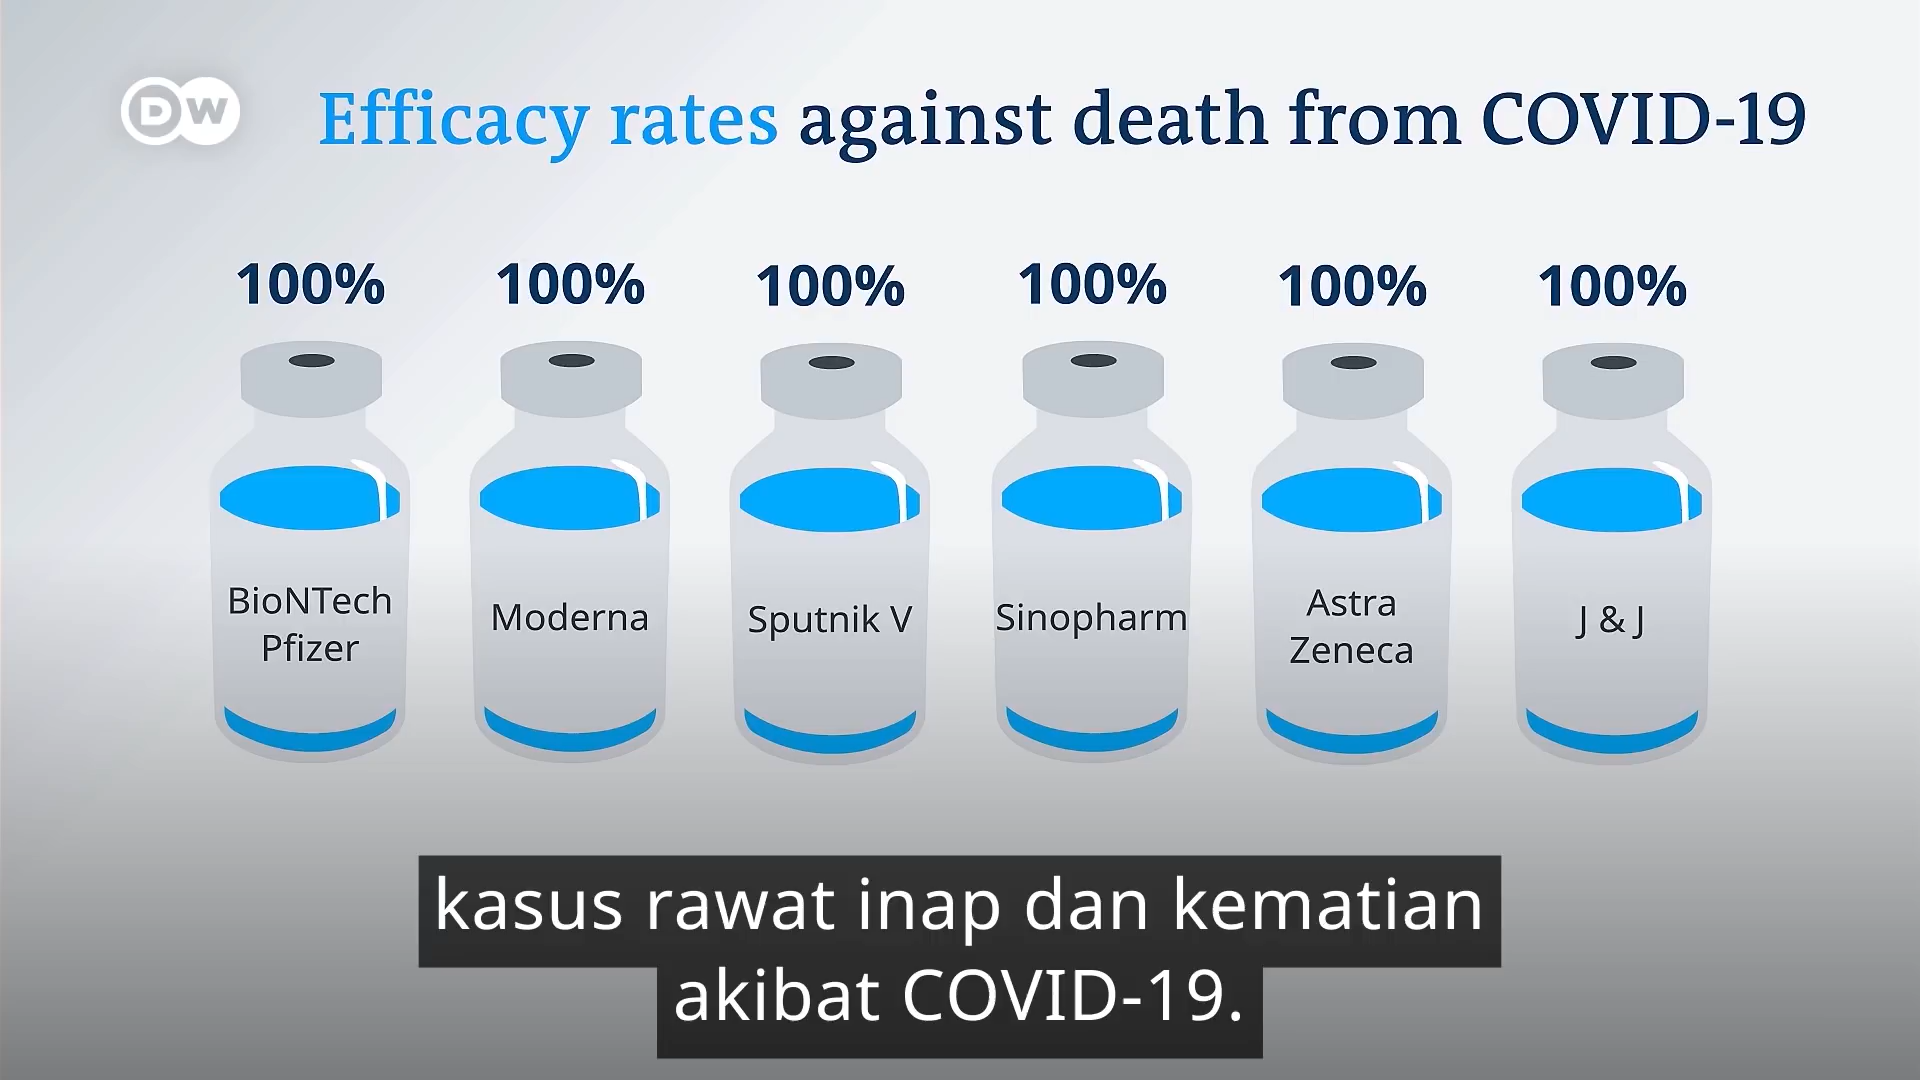 DW
Efficacy rates against death from COVID-19
100% 100% 100% 100% 100% 100%
BioNTech
Pfizer
Moderna
Sputnik V
Sinopharm
Astra
Zeneca
J & J
kasus rawat inap dan kematian
akibat COVID-19.